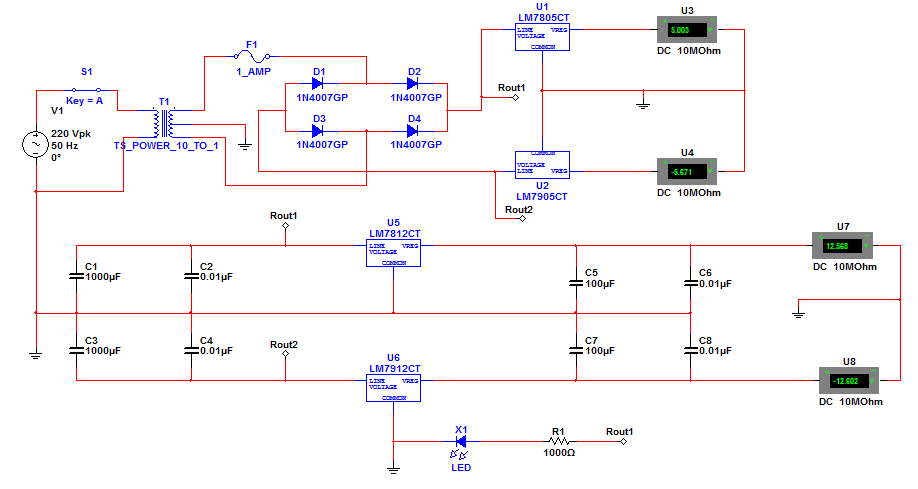 U1
LM7805CT
LINE VREG
VOLTAGE
COMMON
U3
5.003
DC 10MOhm
F1
1_AMP
S1
Key = A
V1
220 Vpk
50 Hz
0°
T1
TS_POWER_10_TO_1
D1
1N4007GP
D2
1N4007GP
D3
1N4007GP
D4
1N4007GP
Rout1
COMMON
VOLTAGE
LINE VREG
U2
LM7905CT
Rout2
U4
-5.671
DC 10MOhm
Rout1
U5
LM7812CT
LINE VREG
VOLTAGE
COMMON
U7
12.568
DC 10MOhm
C1
1000µF
C2
0.01µF
C5
100µF
C6
0.01µF
C3
1000µF
C4
0.01µF
Rout2
C7
100µF
C8
0.01µF
U6
LM7912CT
LINE VREG
VOLTAGE
COMMON
U8
-12.602
DC 10MOhm
X1
LED
R1
1000Ω
Rout1